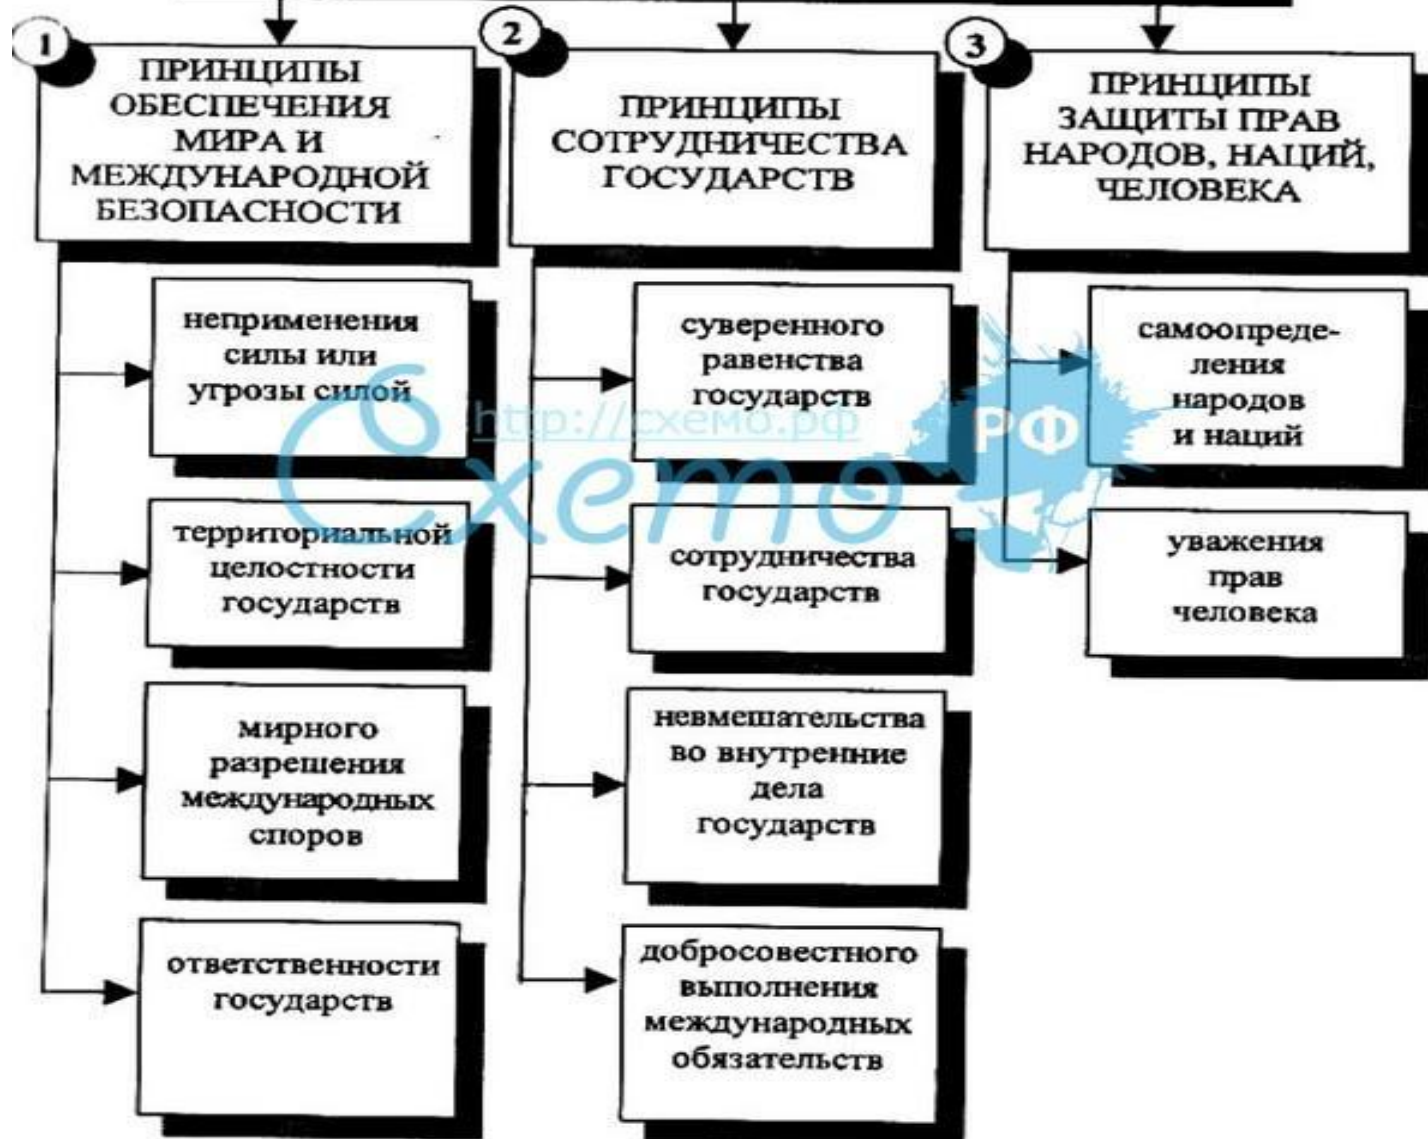 1
ПРИНЦИПЫ
ОБЕСПЕЧЕНИЯ
МИРА И
МЕЖДУНАРОДНОЙ
БЕЗОПАСНОСТИ
неприменения
силы или
угрозы силой
территориальной
целостности
государств
мирного
разрешения
международных
споров
ответственности
государств
2
ПРИНЦИПЫ
СОТРУДНИЧЕСТВА
ГОСУДАРСТВ
суверенного
равенства
государств
сотрудничества
государств
невмешательства
во внутренние
дела
государств
добросовестного
выполнения
международных
обязательств
3
ПРИНЦИПЫ
ЗАЩИТЫ ПРАВ
НАРОДОВ, НАЦИЙ,
ЧЕЛОВЕКА
самоопреде-
ления
народов
и наций
уважения
прав
человека
http://схемо.рф
Схемо.РФ